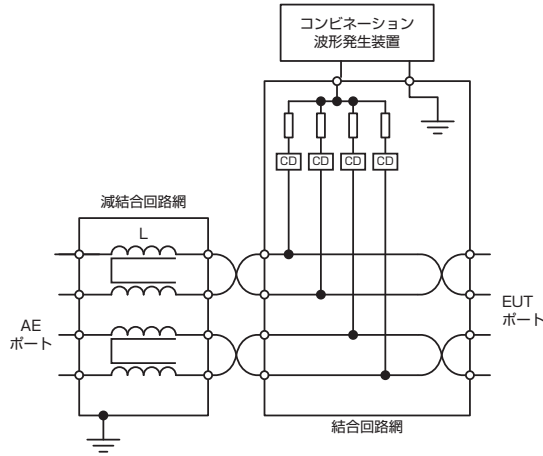 コンビネーション
波形発生装置
CD CD CD CD
減結合回路網
L
AE
ポート
EUT
ポート
結合回路網